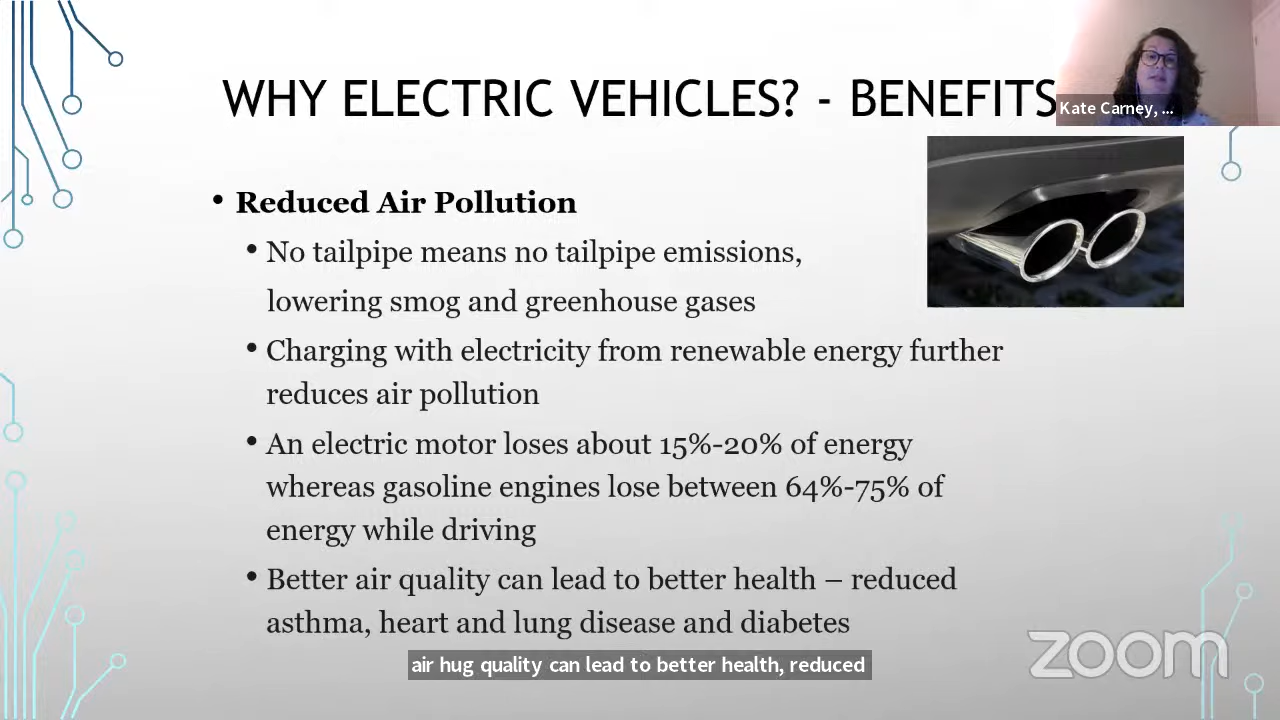 WHY ELECTRIC VEHICLES? - BENEFITS
Kate Carney, ...
• Reduced Air Pollution
• No tailpipe means no tailpipe emissions,
lowering smog and greenhouse gases
• Charging with electricity from renewable energy further
reduces air pollution
• An electric motor loses about 15%-20% of energy
whereas gasoline engines lose between 64%-75% of
energy while driving
• Better air quality can lead to better health – reduced
asthma, heart and lung disease and diabetes
air hug quality can lead to better health, reduced
zoom